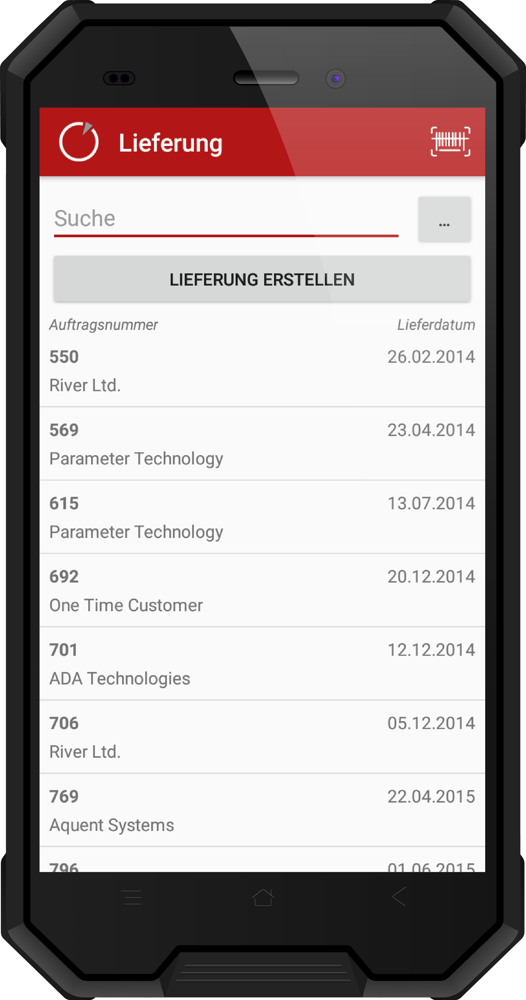 Lieferung
Suche
...
LIEFERUNG ERSTELLEN
Auftragsnummer Lieferdatum
550 26.02.2014
River Ltd.
569 23.04.2014
Parameter Technology
615 13.07.2014
Parameter Technology
692 20.12.2014
One Time Customer
701 12.12.2014
ADA Technologies
706 05.12.2014
River Ltd.
769 22.04.2015
Aquent Systems
796 01.06.2015